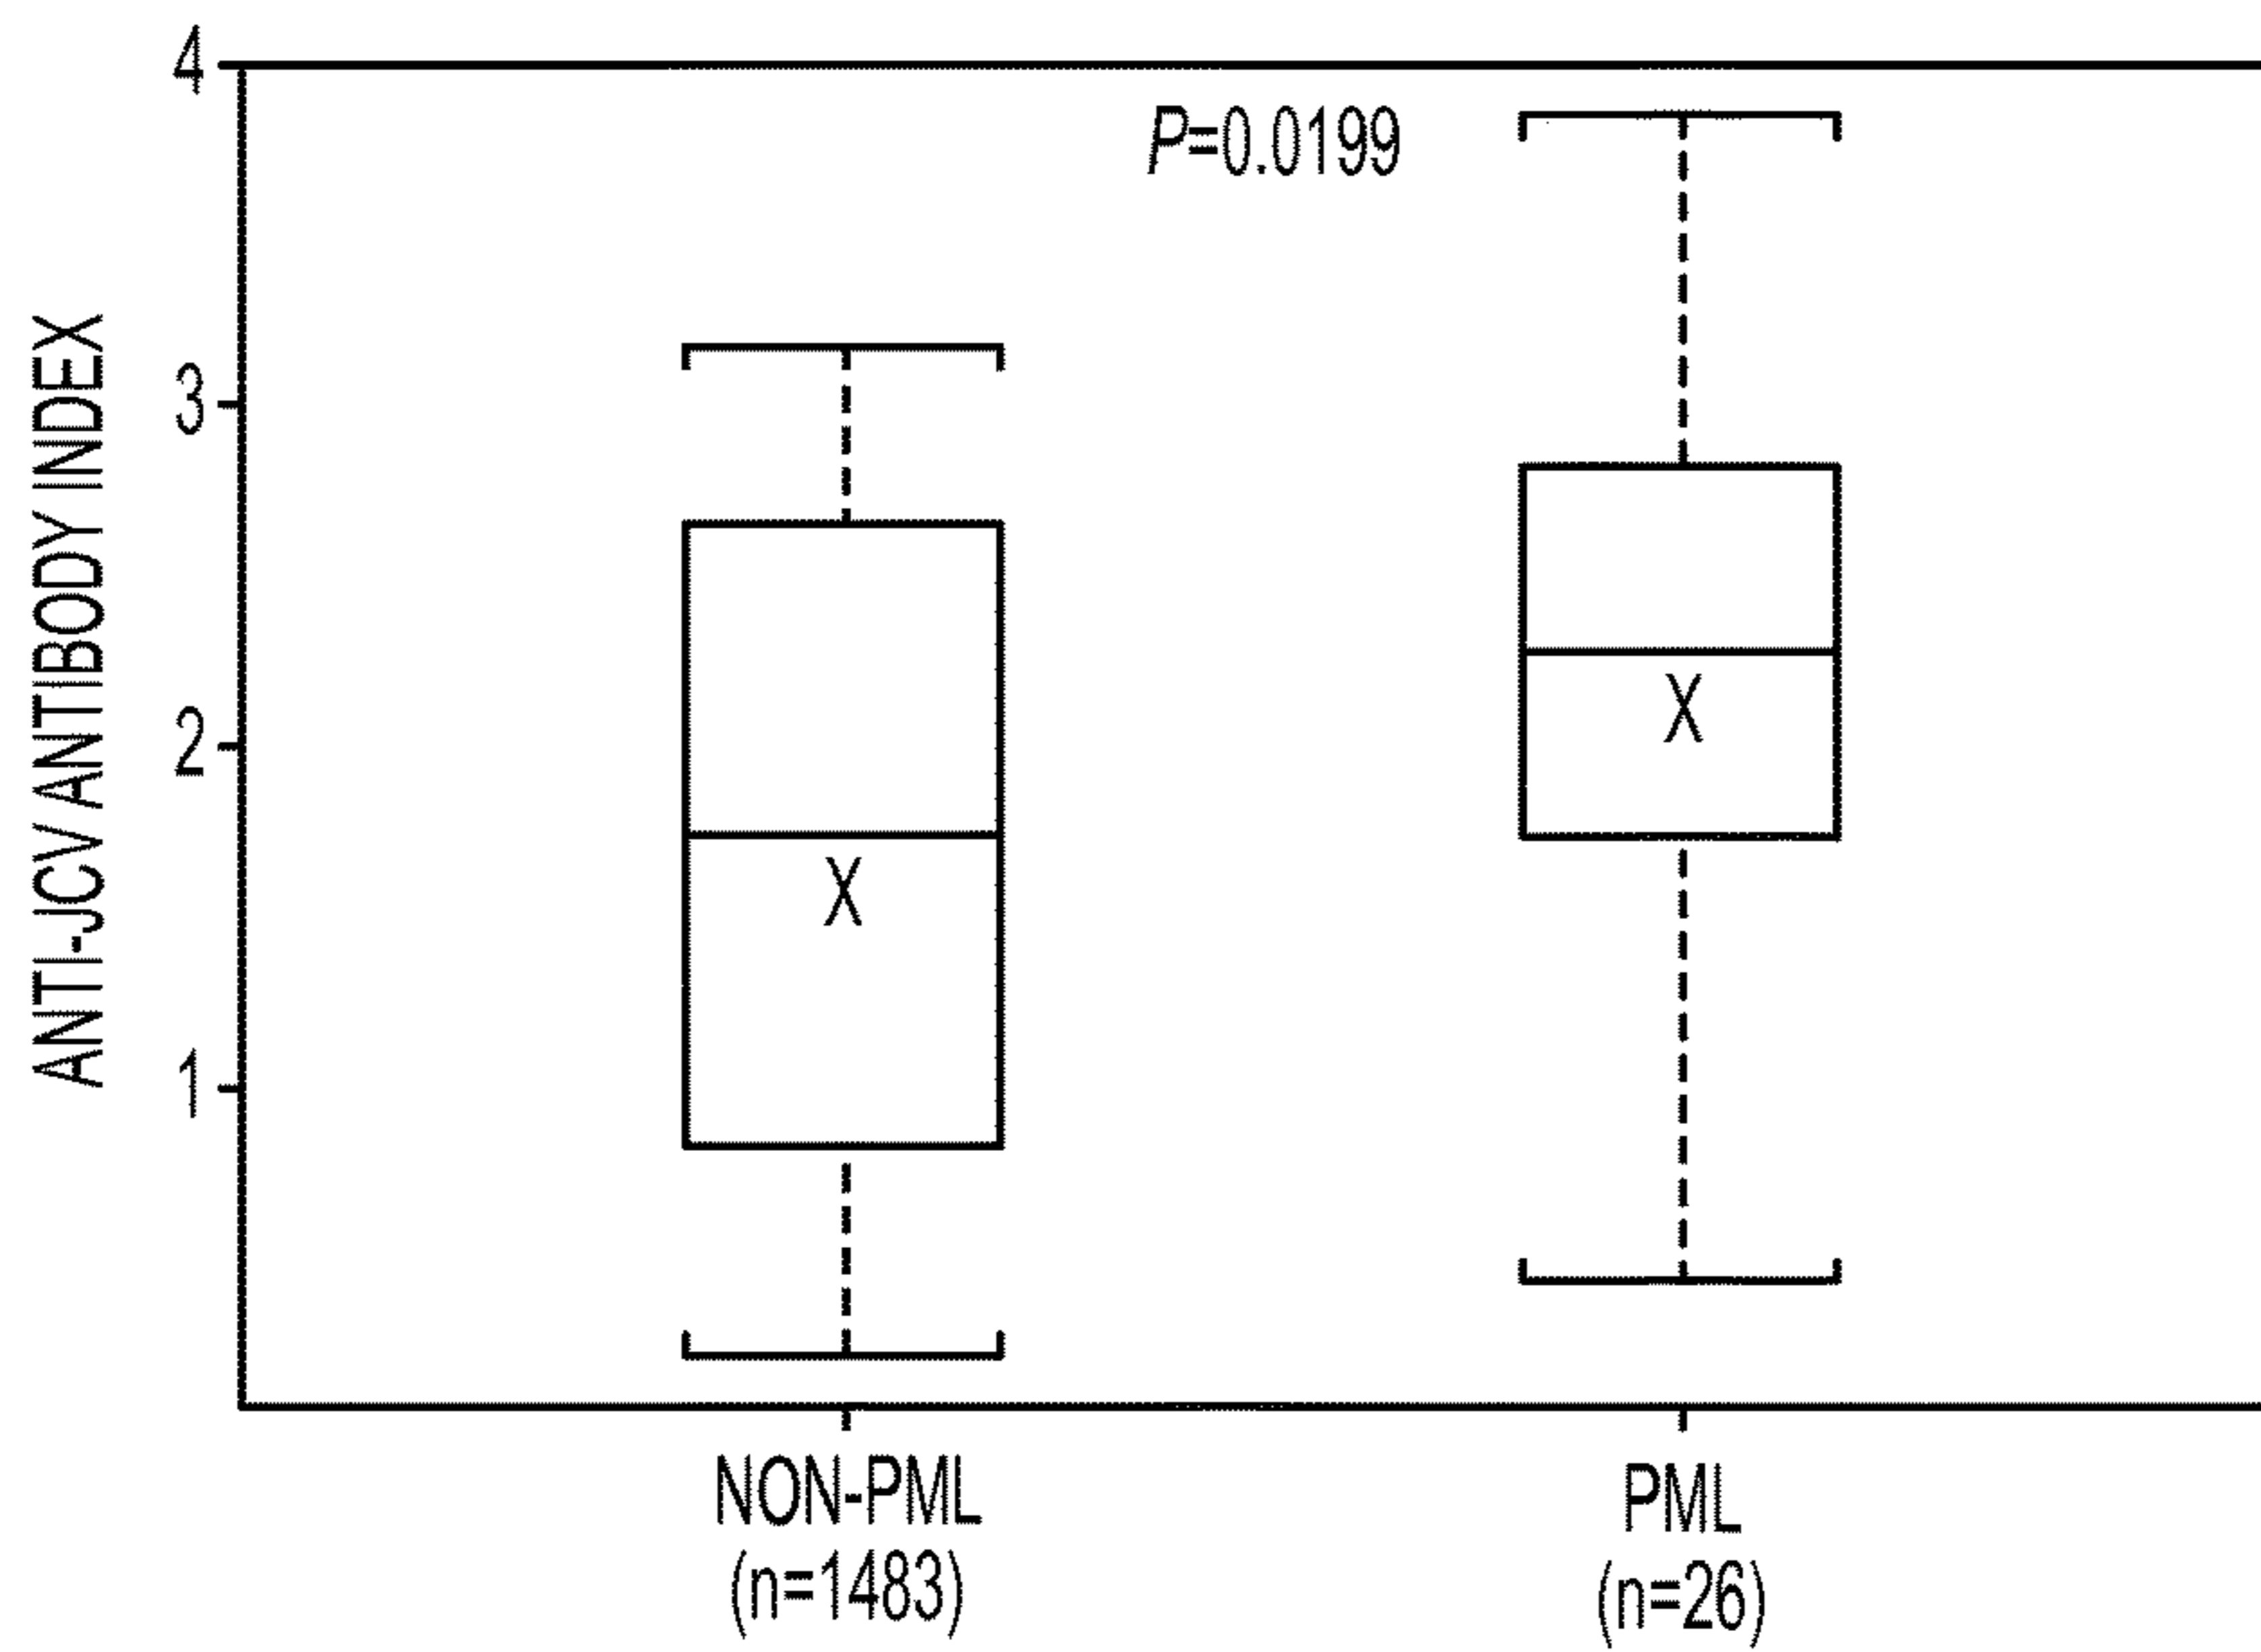 ANTI-JCV ANTIBODY INDEX
4
3
2
1
P=0.0199
X
X
NON-PML
(n=1483)
PML
(n=26)